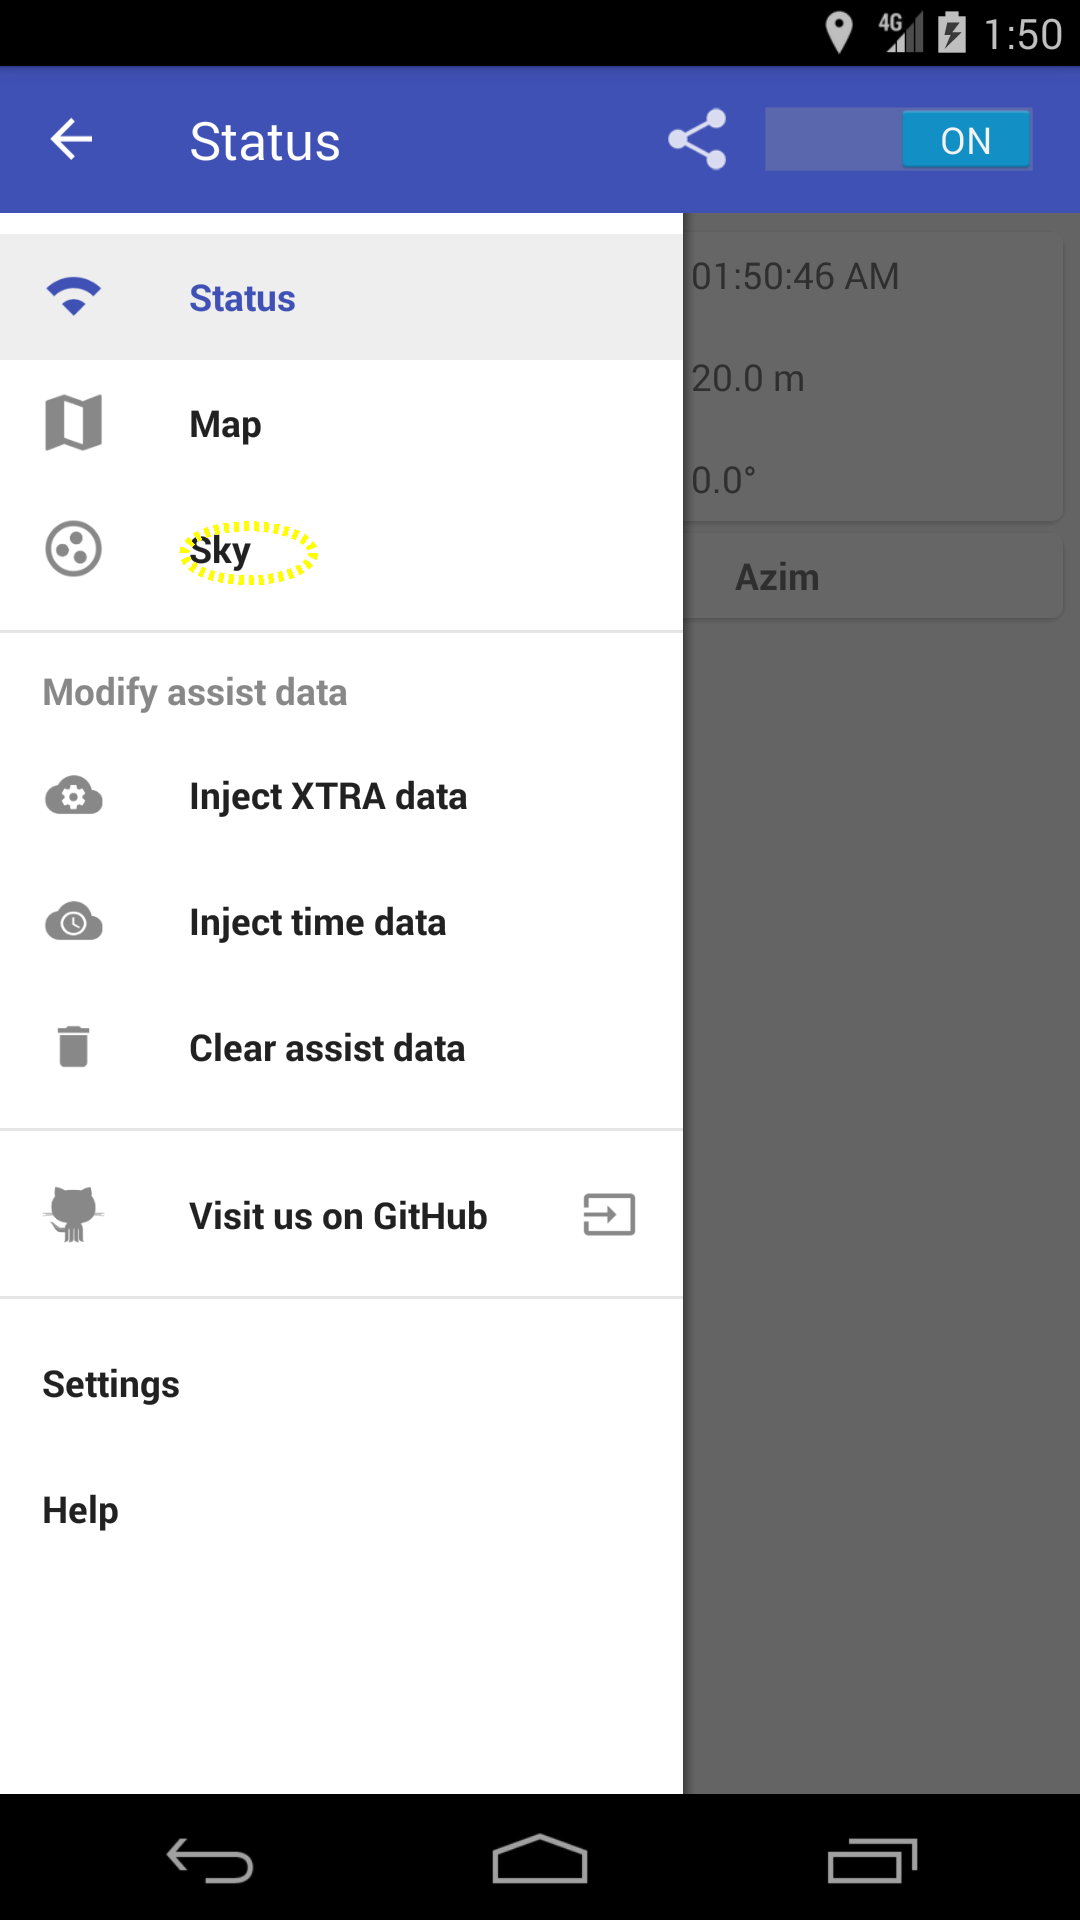 4G 1:50
Status ON
Status
01:50:46 AM
Map
20.0 m
0.0°
Sky
Azim
Modify assist data
Inject XTRA data
Inject time data
Clear assist data
Visit us on GitHub
Settings
Help